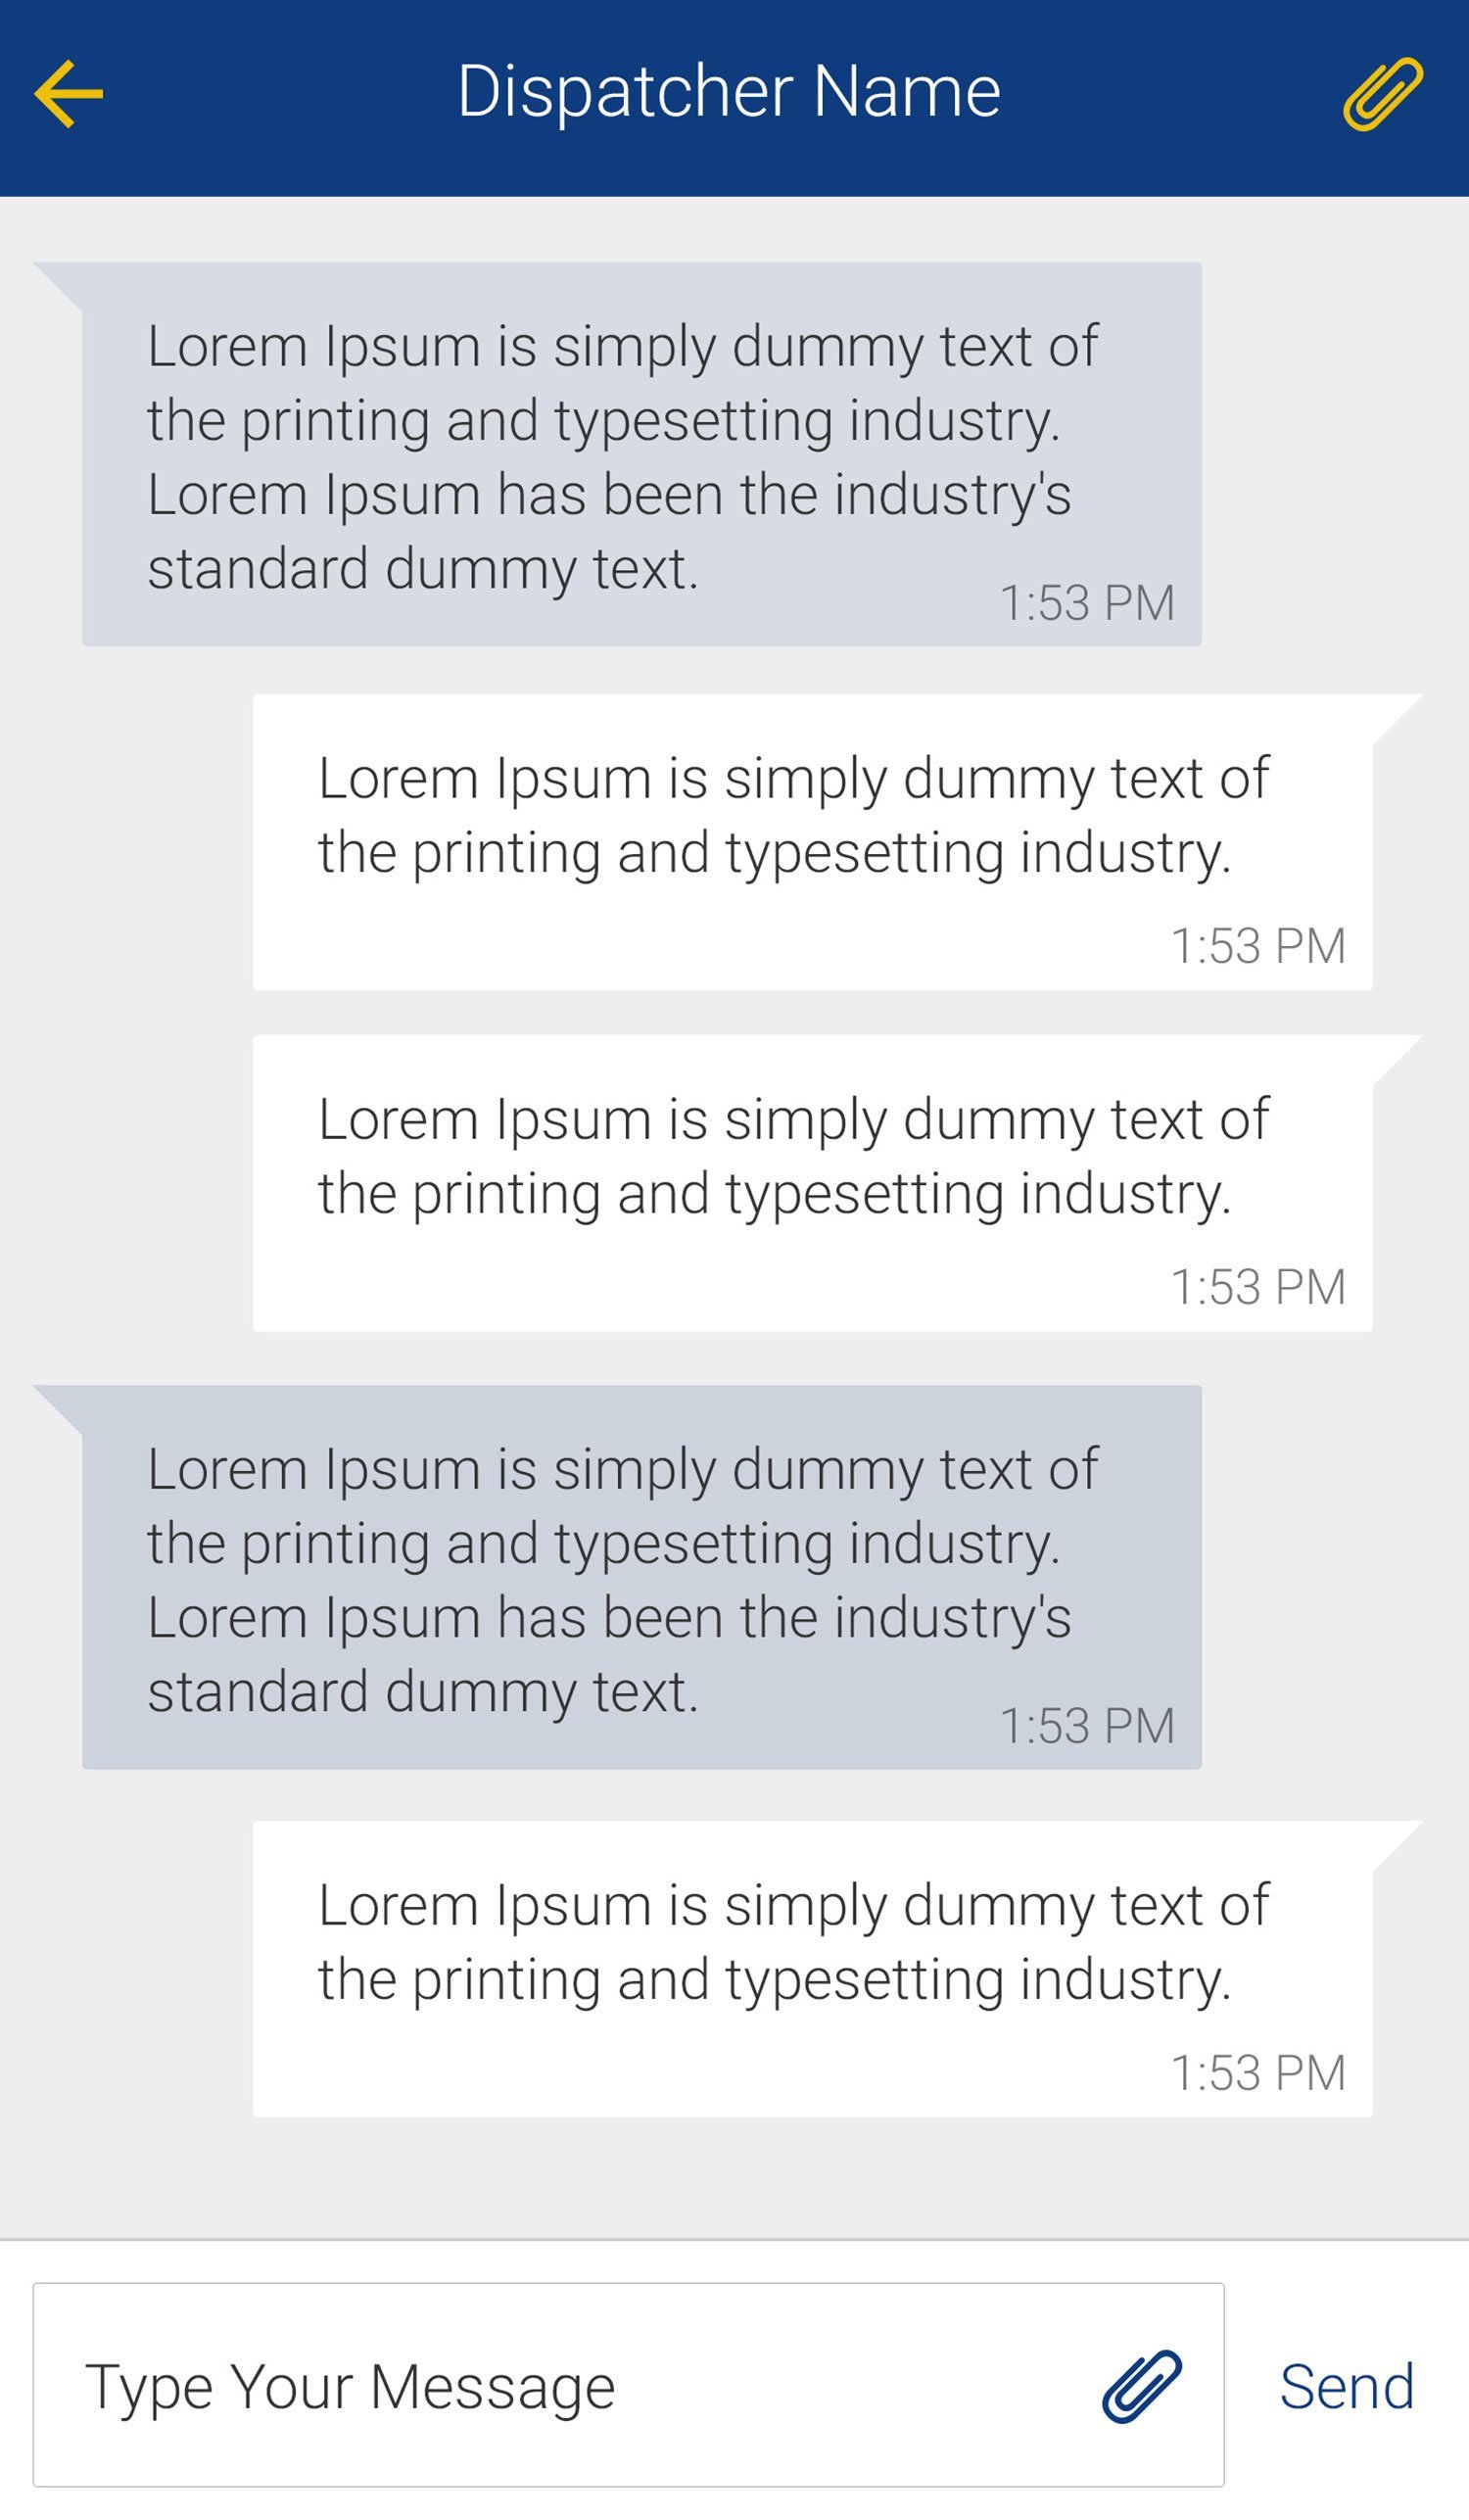 Dispatcher Name
Lorem Ipsum is simply dummy text of
the printing and typesetting industry.
Lorem Ipsum has been the industry's
standard dummy text.
1:53 PM
Lorem Ipsum is simply dummy text of
the printing and typesetting industry.
1:53 PM
Lorem Ipsum is simply dummy text of
the printing and typesetting industry.
1:53 PM
Lorem Ipsum is simply dummy text of
the printing and typesetting industry.
Lorem Ipsum has been the industry's
standard dummy text.
1:53 PM
Lorem Ipsum is simply dummy text of
the printing and typesetting industry.
1:53 PM
Type Your Message
Send